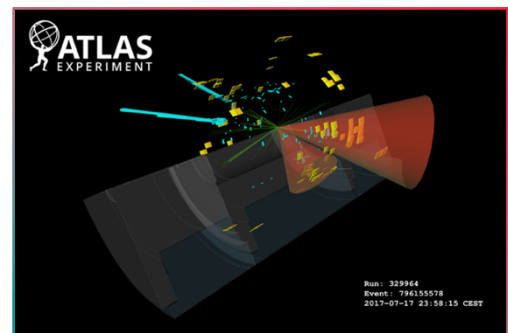 ATLAS
EXPERIMENT
Run: 329964
Event: 796155578
2017-07-17 23:58:15 CEST